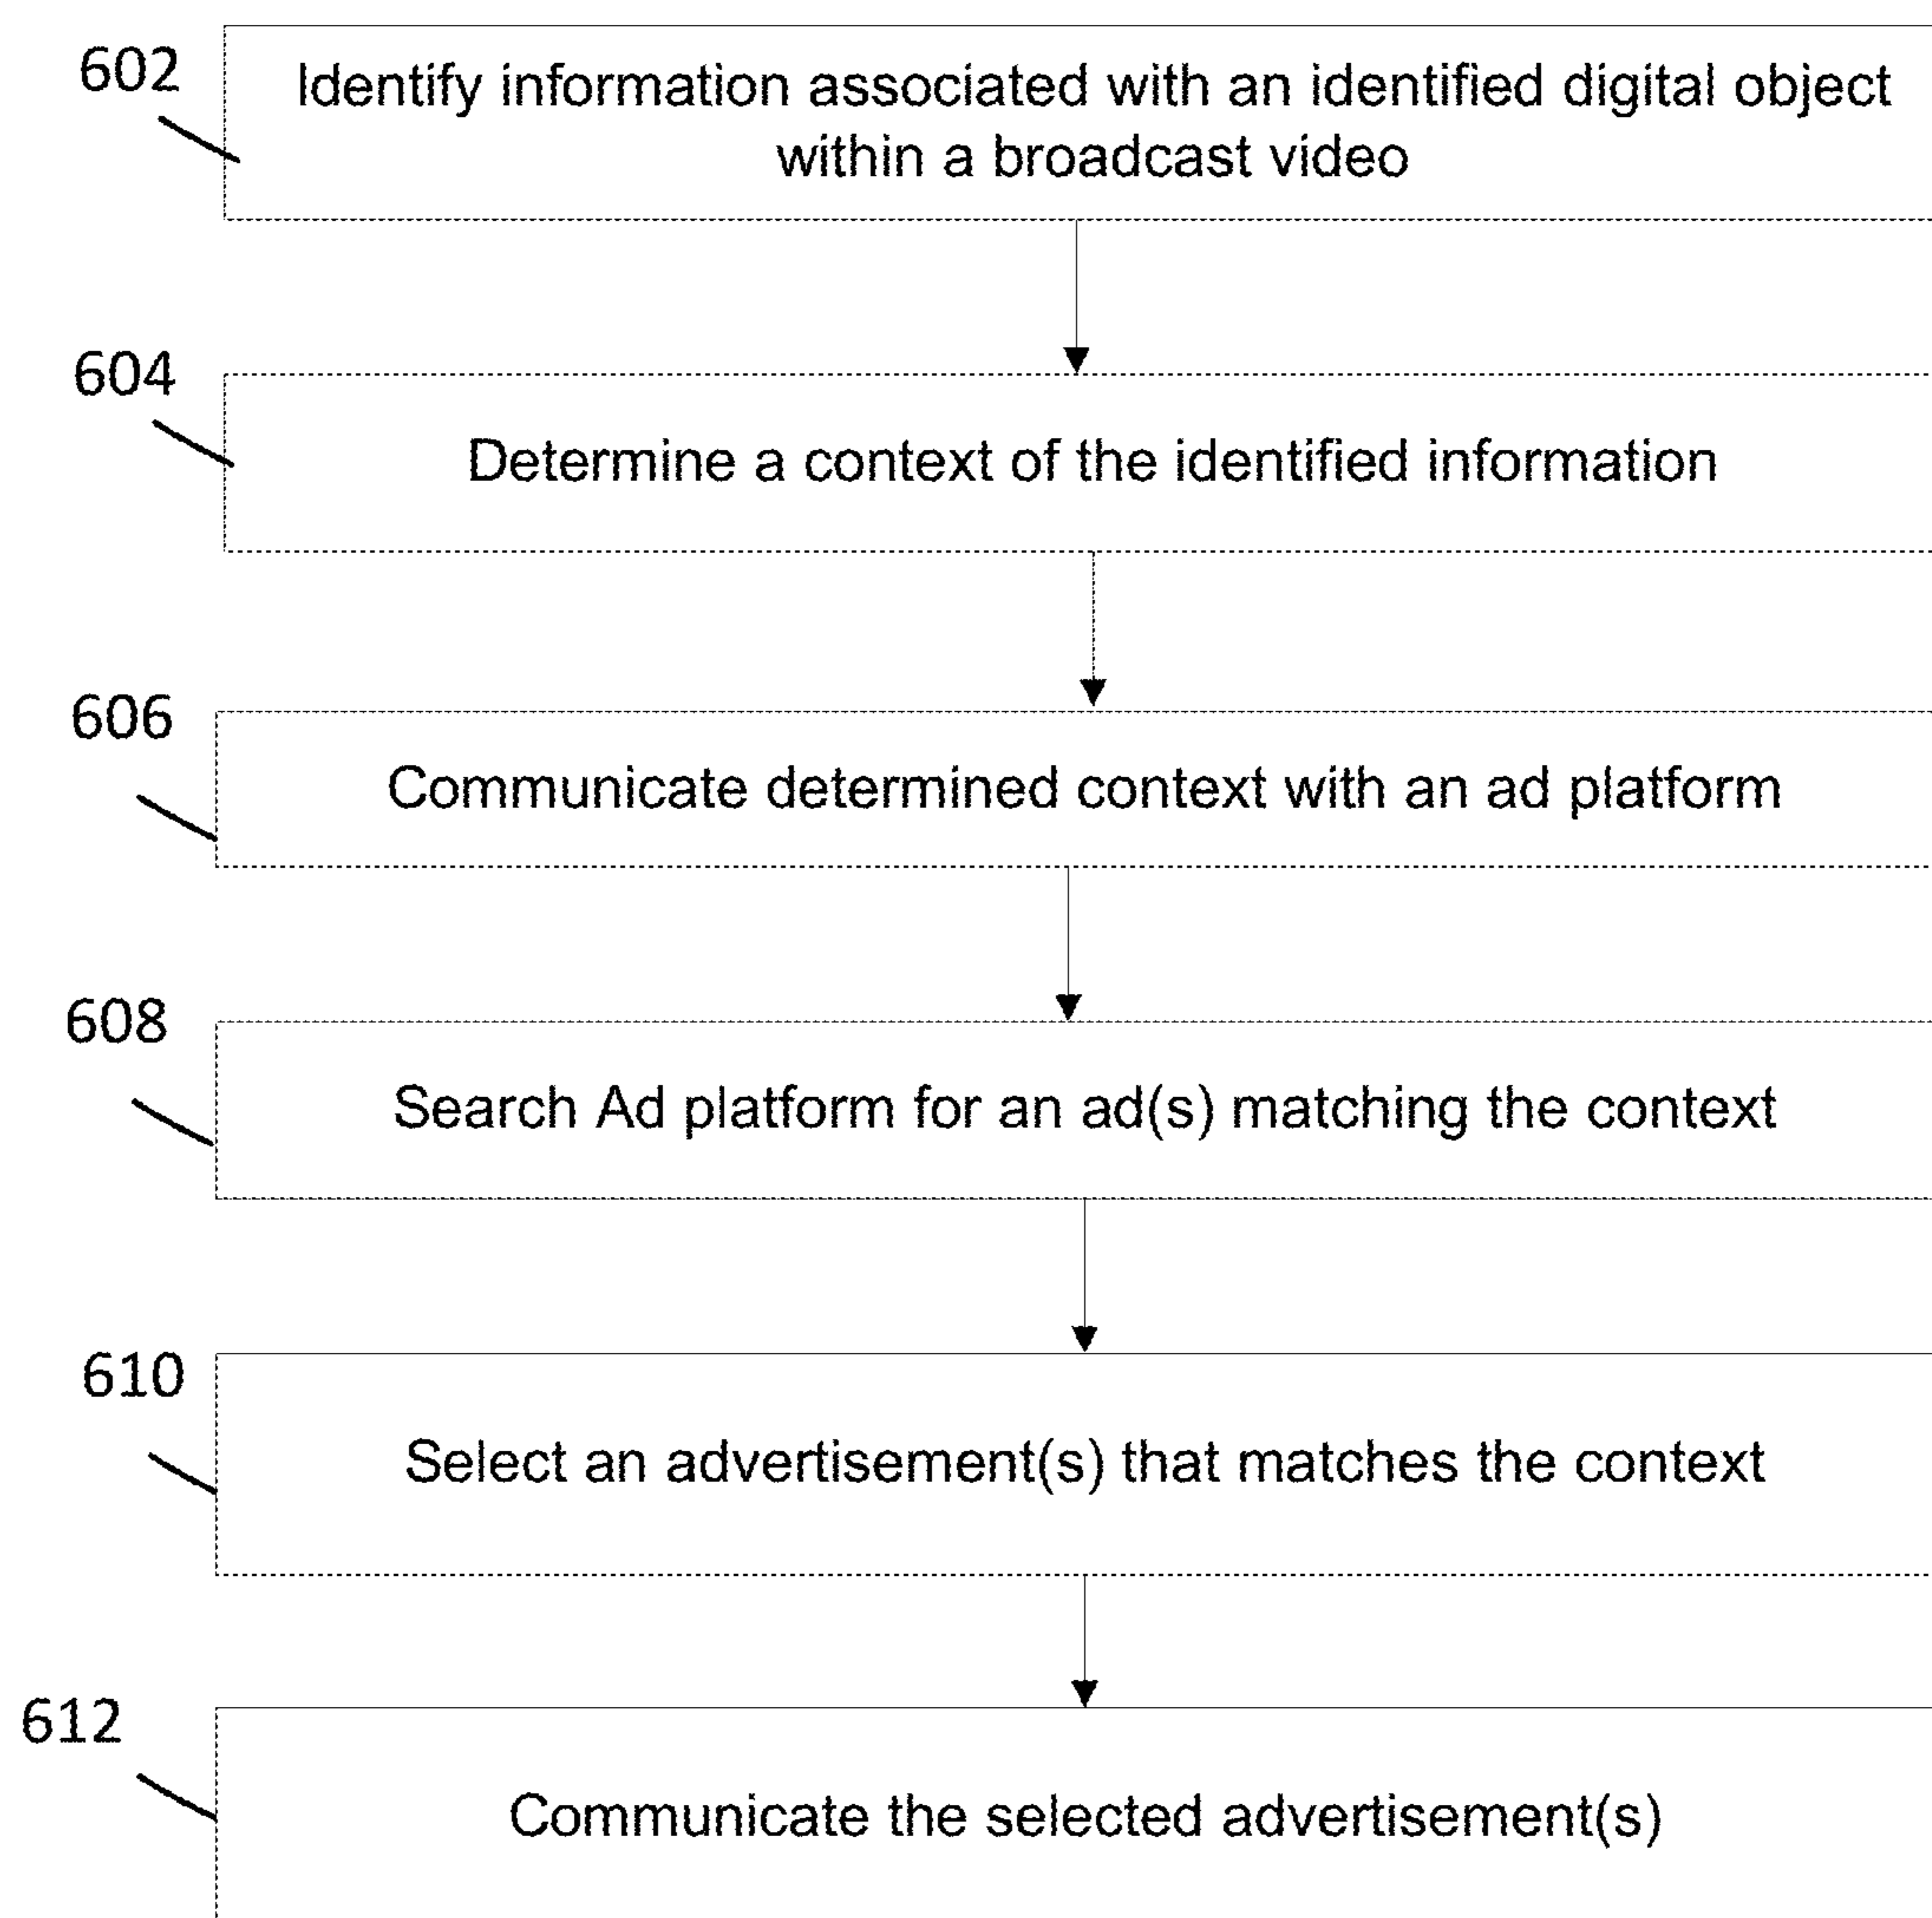 602
Identify information associated with an identified digital object
within a broadcast video
604
Determine a context of the identified information
606
Communicate determined context with an ad platform
608
Search Ad platform for an ad(s) matching the context
610
Select an advertisement(s) that matches the context
612
Communicate the selected advertisement(s)